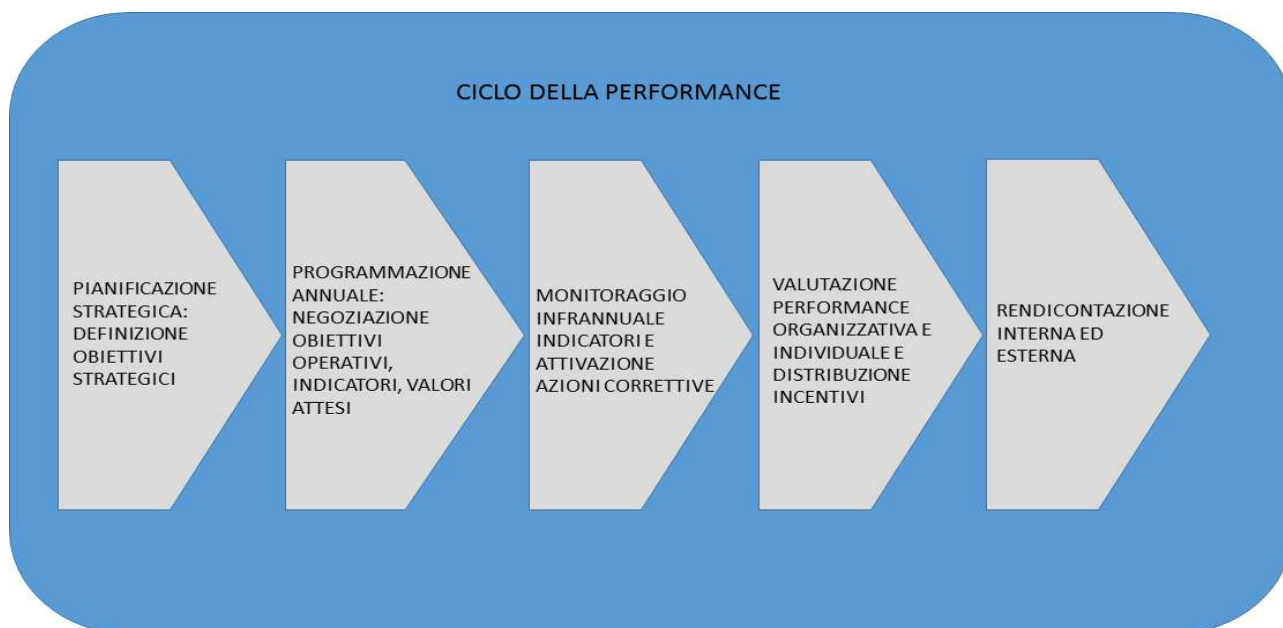 CICLO DELLA PERFORMANCE
PIANIFICAZIONE
STRATEGICA:
DEFINIZIONE
OBIETTIVI
STRATEGICI
PROGRAMMAZIONE
ANNUALE:
NEGOZIAZIONE
OBIETTIVI
OPERATIVI,
INDICATORI, VALORI
ATTESI
MONITORAGGIO
INFRANNUALE
INDICATORI E
ATTIVAZIONE
AZIONI CORRETTIVE
VALUTAZIONE
PERFORMANCE
ORGANIZZATIVA E
INDIVIDUALE E
DISTRIBUZIONE
INCENTIVI
RENDICONTAZIONE
INTERNA ED
ESTERNA